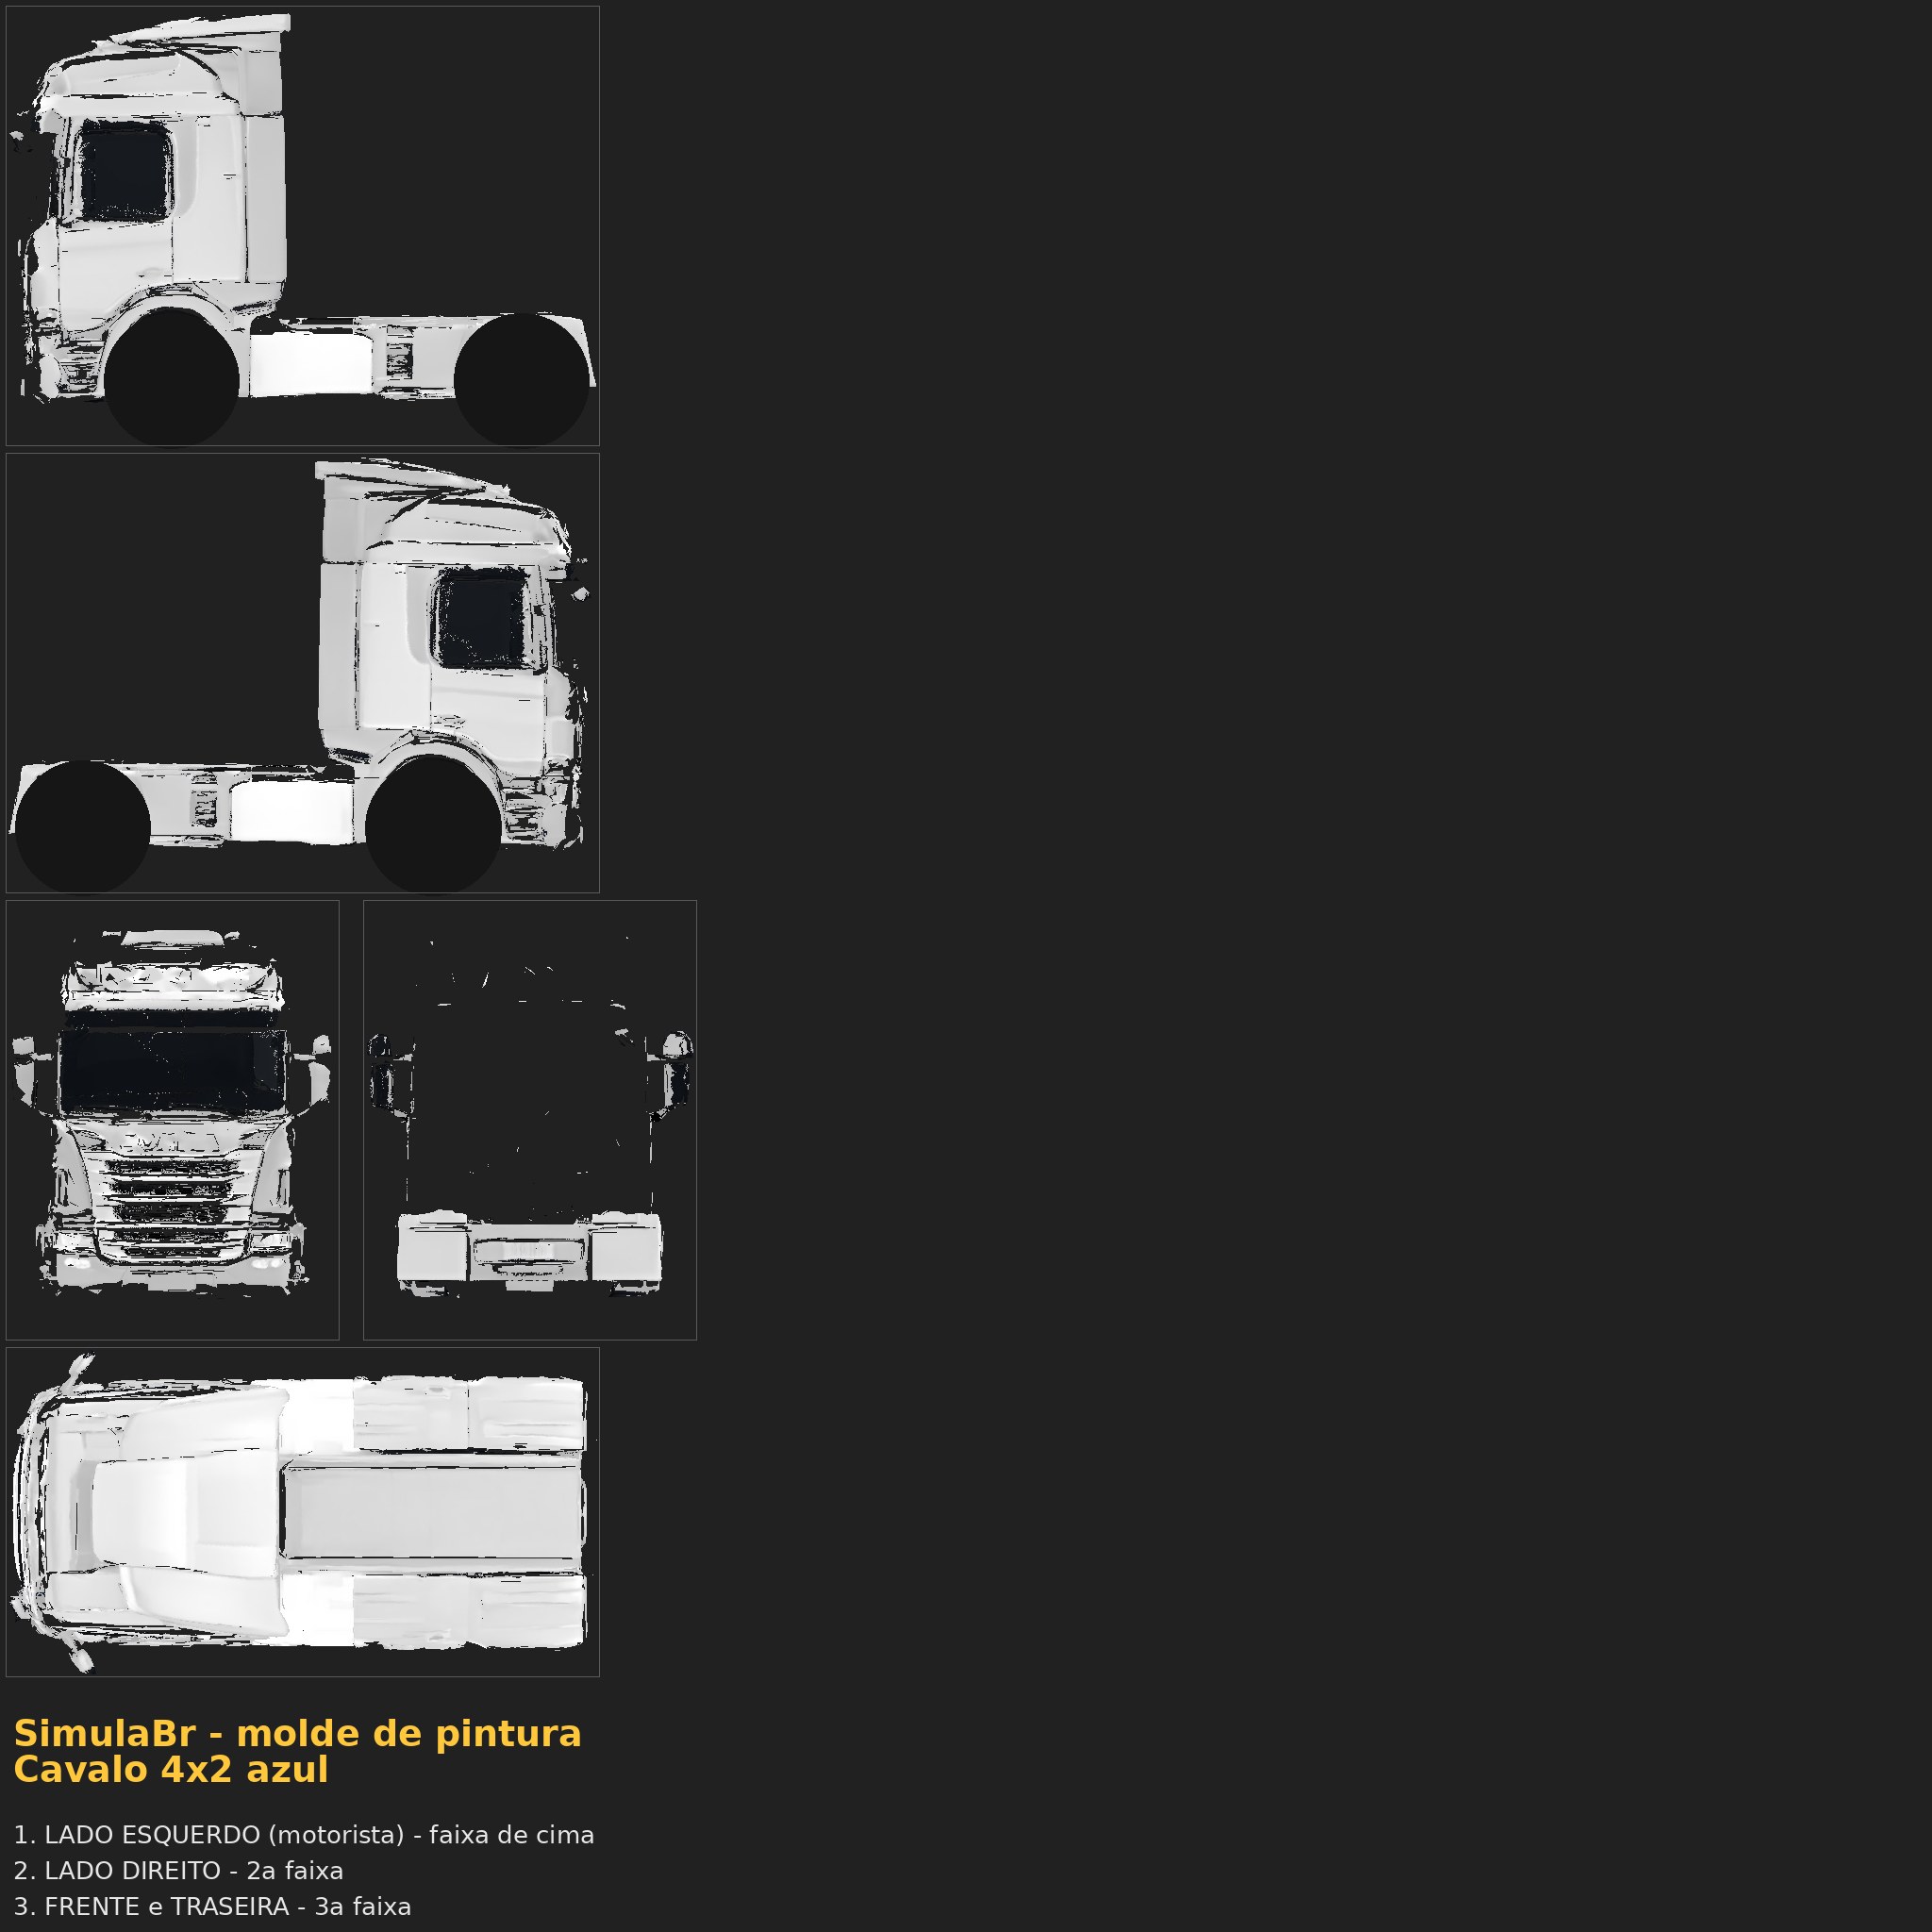 SimulaBr - molde de pintura
Cavalo 4x2 azul
1. LADO ESQUERDO (motorista) - faixa de cima
2. LADO DIREITO - 2a faixa
3. FRENTE e TRASEIRA - 3a faixa